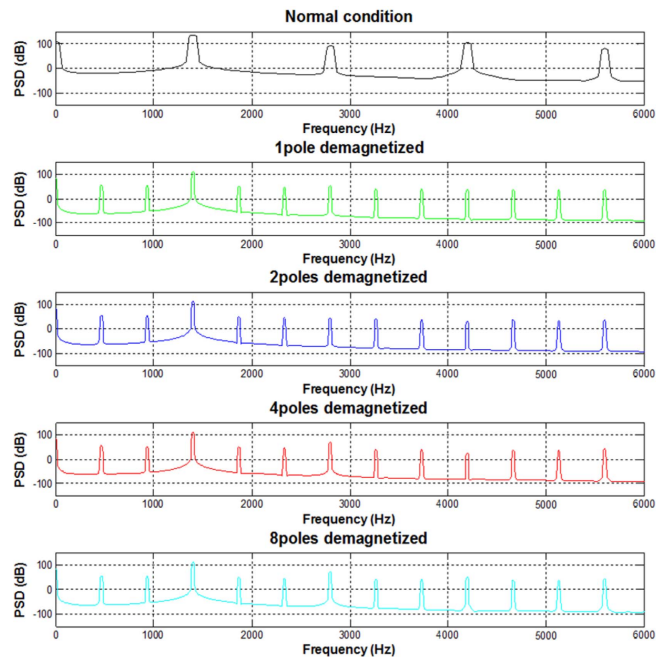 Normal condition
PSD (dB)
100
0
-100
0 1000 2000 3000 4000 5000 6000
Frequency (Hz)
1pole demagnetized
PSD (dB)
100
0
-100
0 1000 2000 3000 4000 5000 6000
Frequency (Hz)
2poles demagnetized
PSD (dB)
100
0
-100
0 1000 2000 3000 4000 5000 6000
Frequency (Hz)
4poles demagnetized
PSD (dB)
100
0
-100
0 1000 2000 3000 4000 5000 6000
Frequency (Hz)
8poles demagnetized
PSD (dB)
100
0
-100
0 1000 2000 3000 4000 5000 6000
Frequency (Hz)